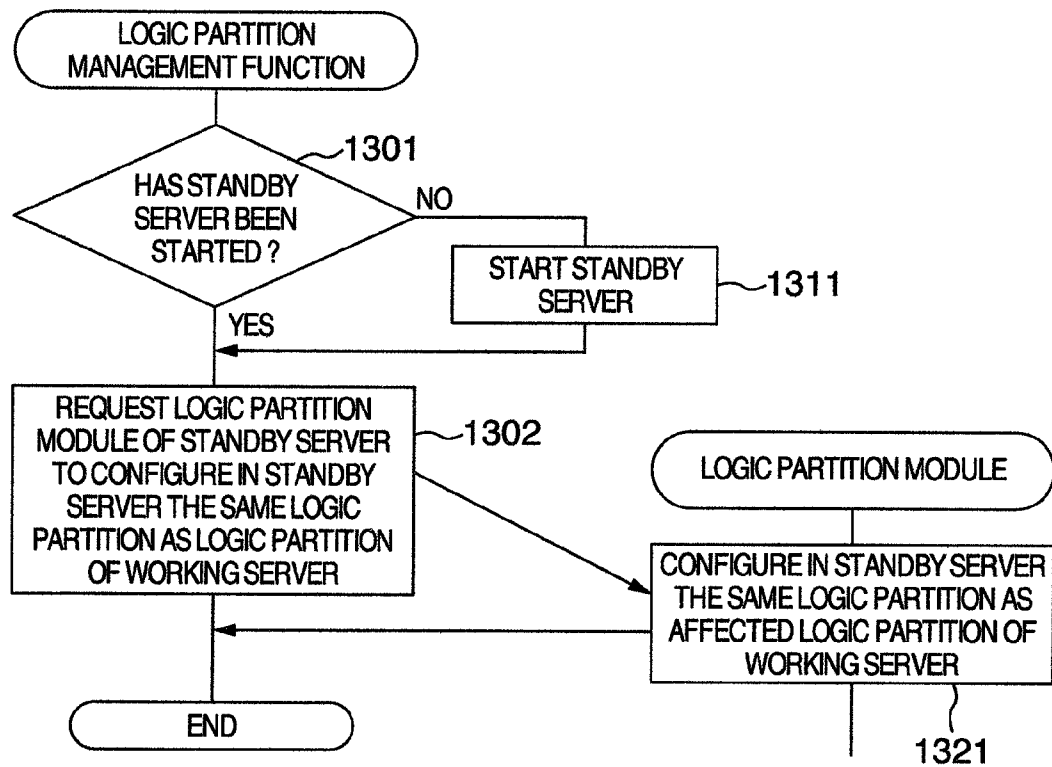 LOGIC PARTITION
MANAGEMENT FUNCTION
1301
HAS STANDBY
SERVER BEEN
STARTED ?
NO
START STANDBY
SERVER
1311
YES
REQUEST LOGIC PARTITION
MODULE OF STANDBY SERVER
TO CONFIGURE IN STANDBY
SERVER THE SAME LOGIC
PARTITION AS LOGIC PARTITION
OF WORKING SERVER
1302
LOGIC PARTITION MODULE
CONFIGURE IN STANDBY SERVER
THE SAME LOGIC PARTITION AS
AFFECTED LOGIC PARTITION OF
WORKING SERVER
END
1321